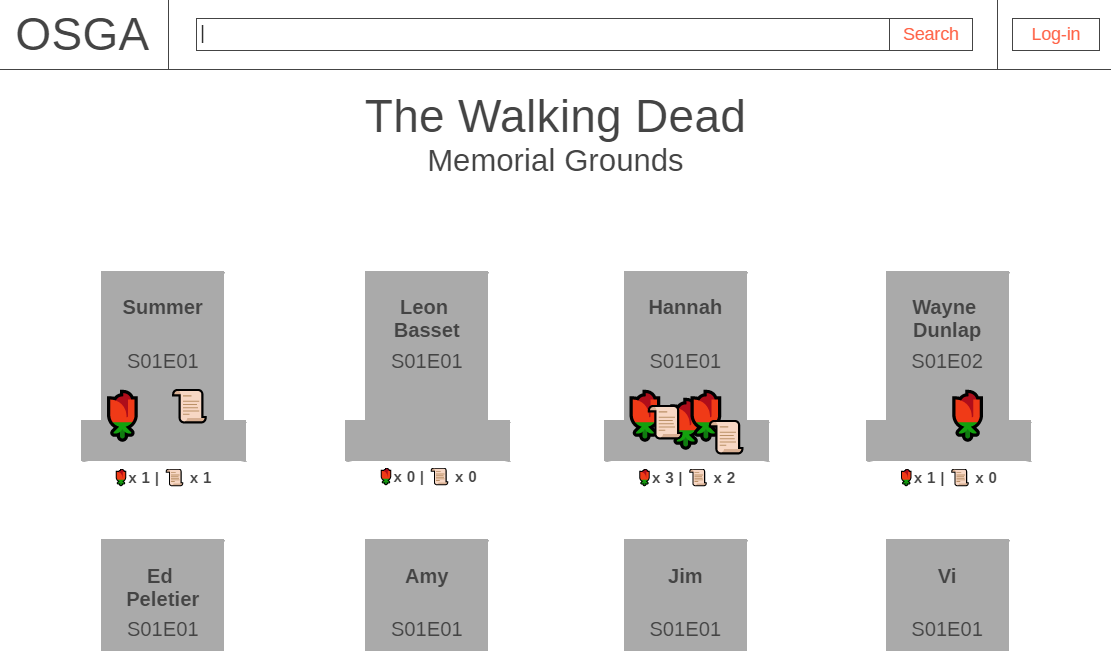 OSGA
Search
Log-in
The Walking Dead
Memorial Grounds
Summer
S01E01
x 1 | x 1
Leon
Basset
S01E01
x 0 | x 0
Hannah
S01E01
x 3 | x 2
Wayne
Dunlap
S01E02
x 1 | x 0
Ed
Peletier
S01E01
Amy
S01E01
Jim
S01E01
Vi
S01E01